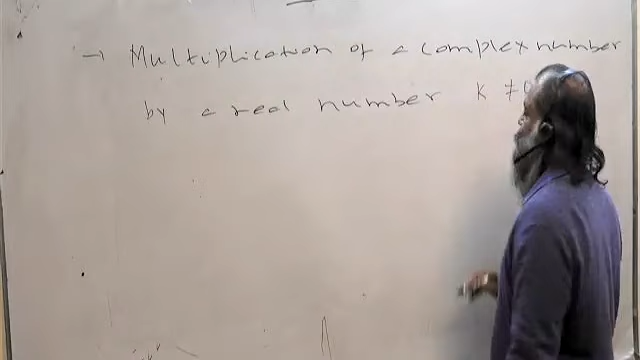 → Multiplication of a complex number
by a real number K ≠ 0